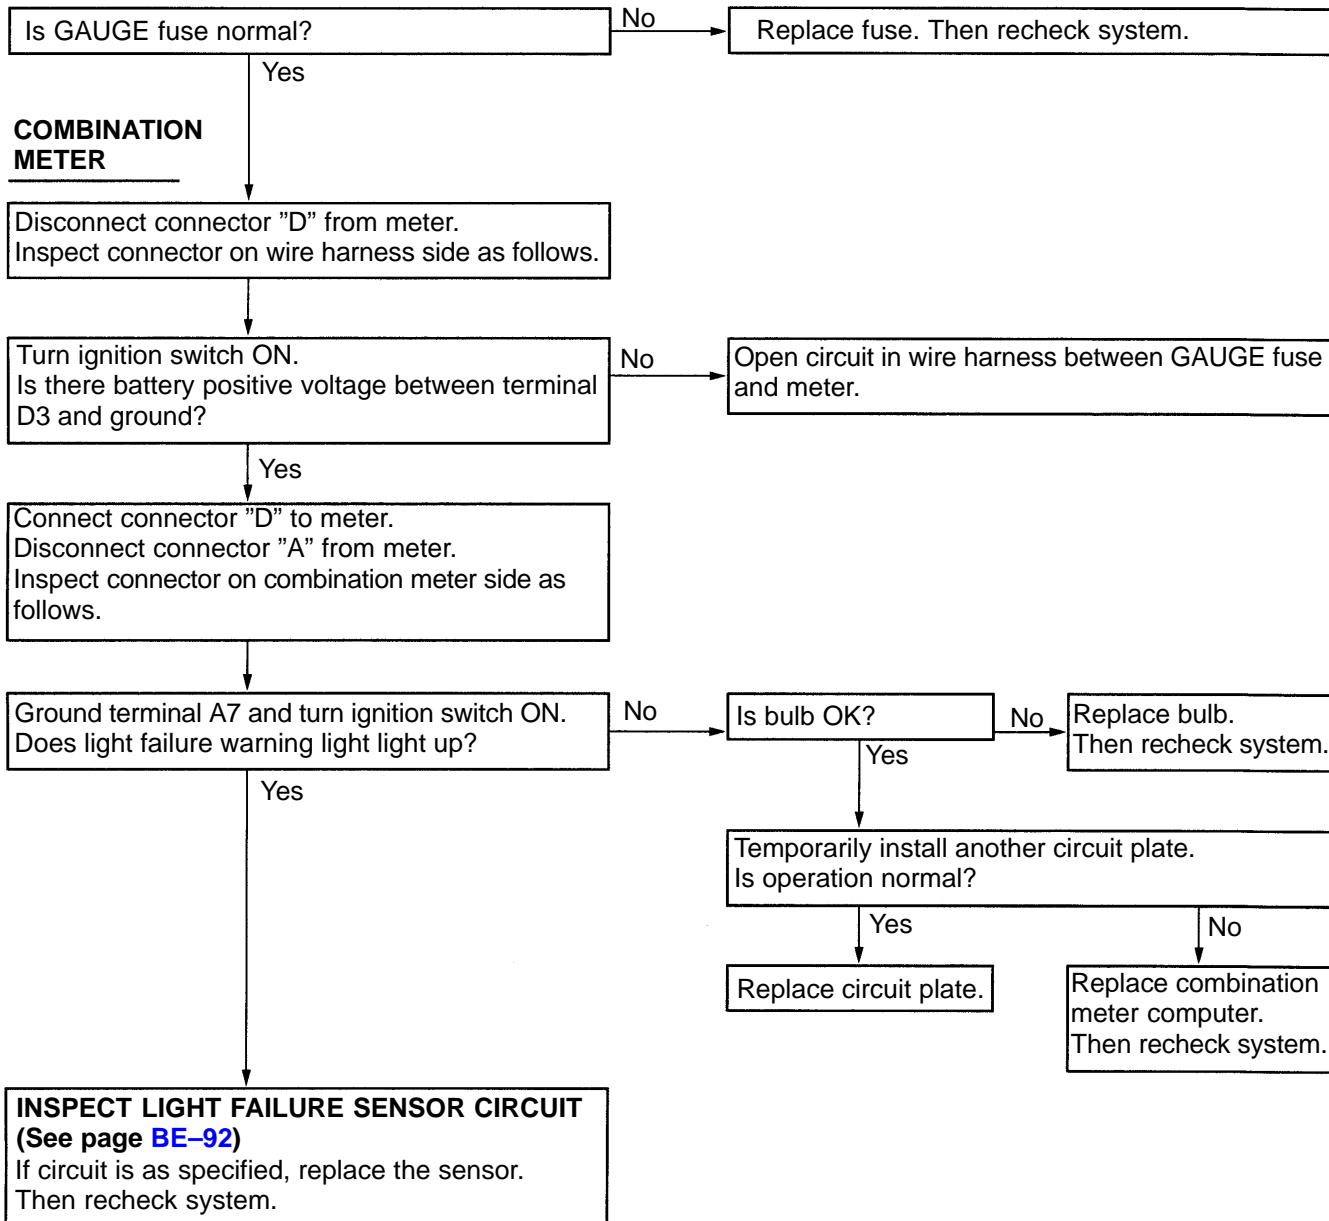 Is GAUGE fuse normal?
No
Replace fuse. Then recheck system.
Yes
COMBINATION
METER
Disconnect connector ”D” from meter.
Inspect connector on wire harness side as follows.
Turn ignition switch ON.
Is there battery positive voltage between terminal
D3 and ground?
No
Open circuit in wire harness between GAUGE fuse
and meter.
Yes
Connect connector ”D” to meter.
Disconnect connector ”A” from meter.
Inspect connector on combination meter side as
follows.
Ground terminal A7 and turn ignition switch ON.
Does light failure warning light light up?
No
Is bulb OK?
No
Replace bulb.
Then recheck system.
Yes
Yes
Temporarily install another circuit plate.
Is operation normal?
Yes
No
Replace circuit plate.
Replace combination
meter computer.
Then recheck system.
INSPECT LIGHT FAILURE SENSOR CIRCUIT
(See page BE–92)
If circuit is as specified, replace the sensor.
Then recheck system.